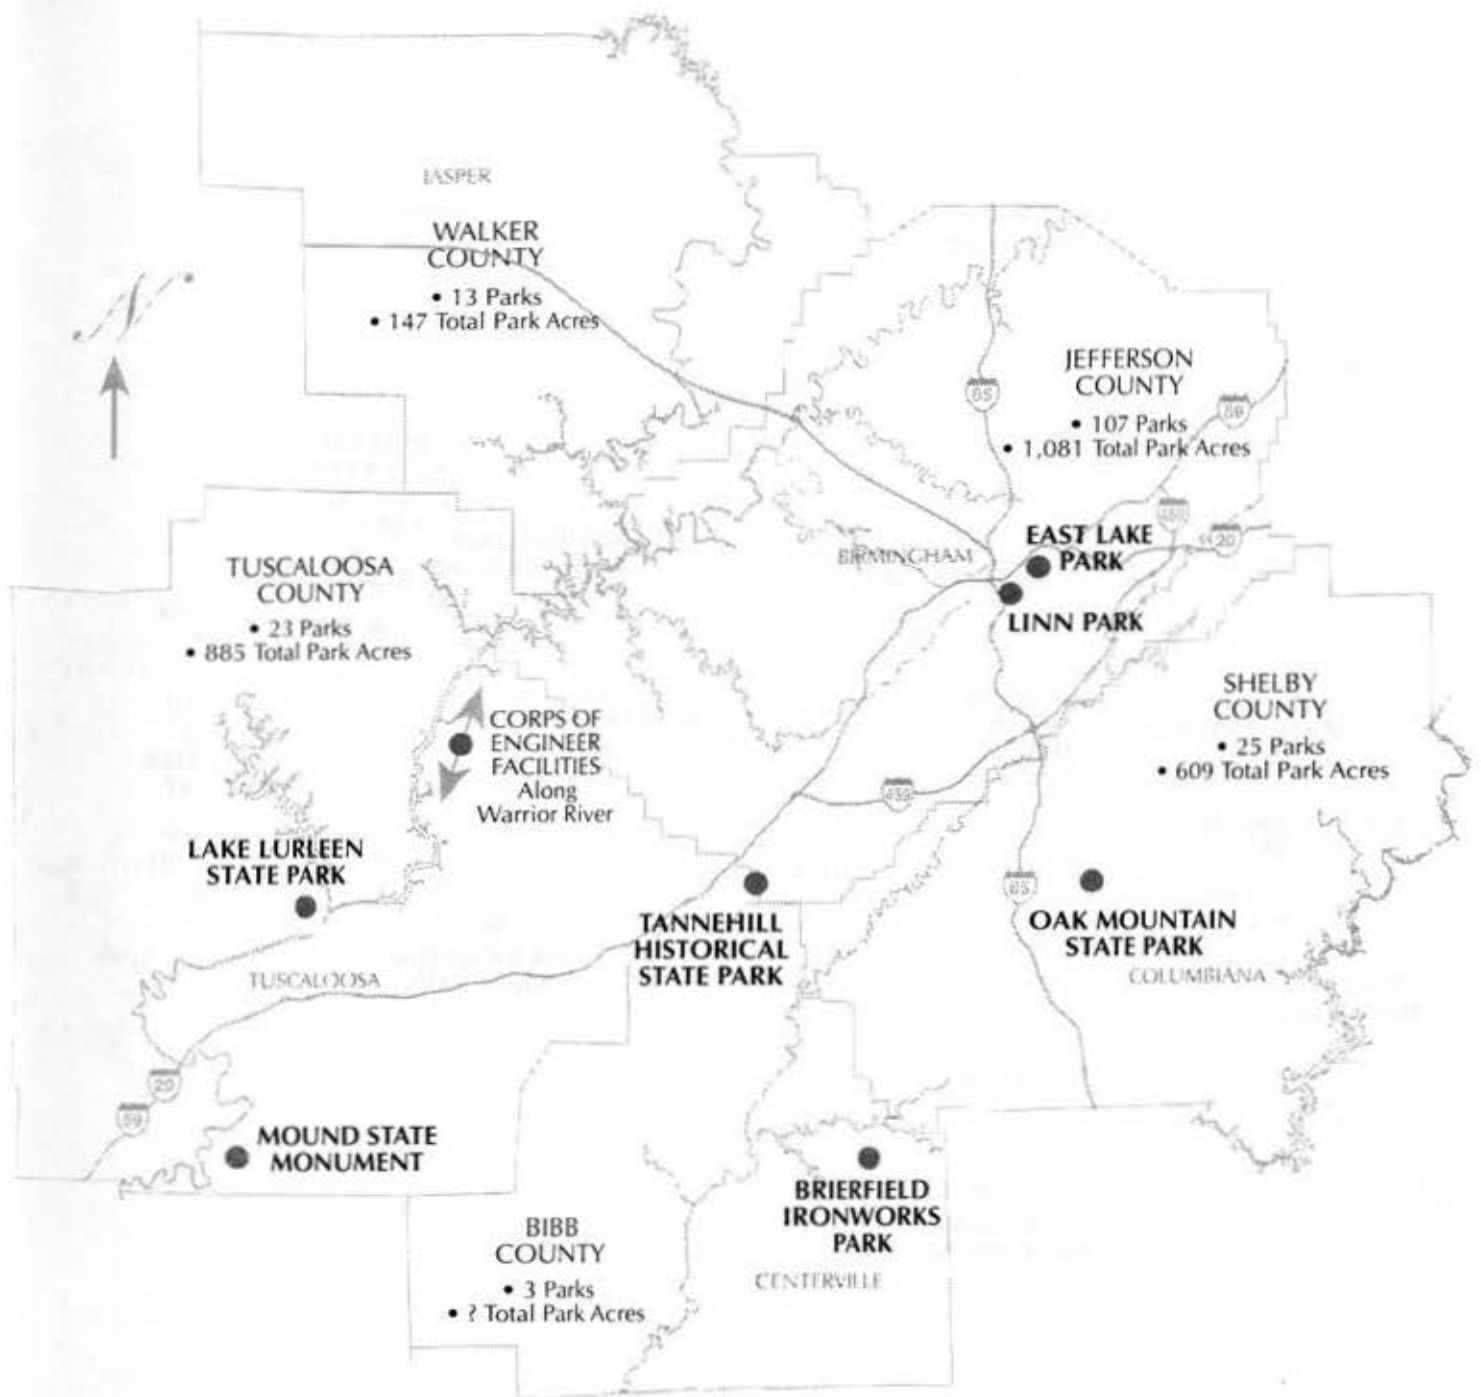 JASPER
WALKER
COUNTY
• 13 Parks
• 147 Total Park Acres
JEFFERSON
COUNTY
• 107 Parks
• 1,081 Total Park Acres
65
59
459
20
EAST LAKE
PARK
BIRMINGHAM
LINN PARK
TUSCALOOSA
COUNTY
• 23 Parks
• 885 Total Park Acres
SHELBY
COUNTY
• 25 Parks
• 609 Total Park Acres
CORPS OF
ENGINEER
FACILITIES
Along
Warrior River
459
LAKE LURLEEN
STATE PARK
65
TANNEHILL
HISTORICAL
STATE PARK
OAK MOUNTAIN
STATE PARK
COLUMBIANA
TUSCALOOSA
20
59
MOUND STATE
MONUMENT
BRIERFIELD
IRONWORKS
PARK
BIBB
COUNTY
• 3 Parks
• ? Total Park Acres
CENTERVILLE